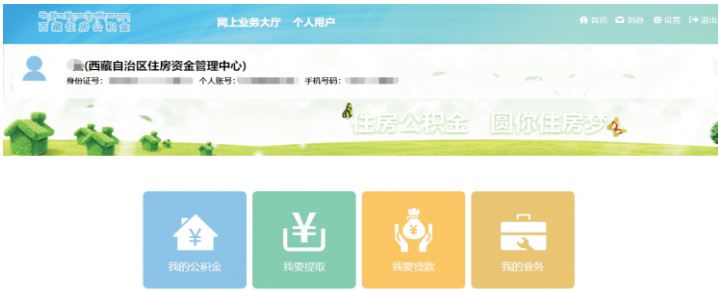 西藏住房公积金
网上业务大厅 个人用户
首页 消息 设置 退出
(西藏自治区住房资金管理中心)
身份证号: 个人账号: 手机号码:
住房公积金 圆你住房梦
我的公积金 我要提取 我要贷款 我的业务